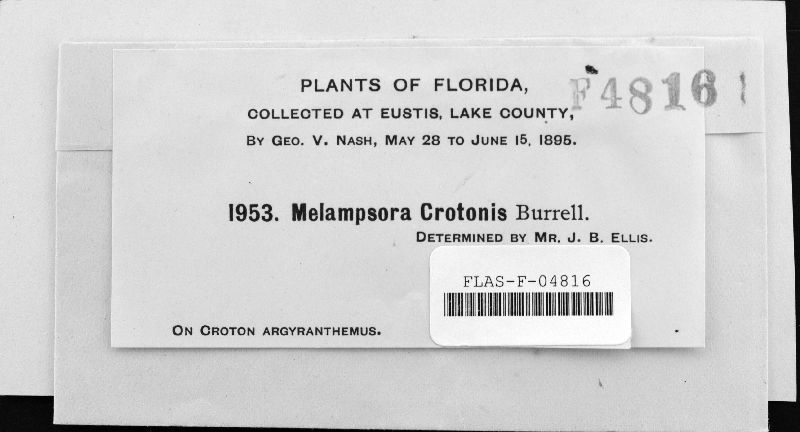 PLANTS OF FLORIDA,
COLLECTED AT EUSTIS, LAKE COUNTY,
BY GEO. V. NASH, MAY 28 TO JUNE 15, 1895.
F4816
1953. Melampsora Crotonis Burrell.
DETERMINED BY MR. J. B. ELLIS.
FLAS-F-04816
ON CROTON ARGYRANTHEMUS.